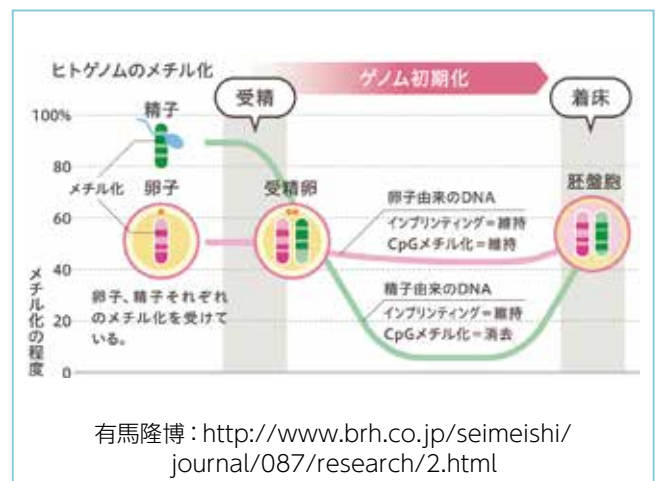 ヒトゲノムのメチル化
ゲノム初期化
受精
着床
100%
80
60
40
20
0
メチル化の程度
精子
メチル化
卵子
受精卵
胚盤胞
卵子由来のDNA
インプリンティング=維持
CpGメチル化=維持
精子由来のDNA
インプリンティング=維持
CpGメチル化=消去
卵子、精子それぞれ
のメチル化を受けて
いる。
有馬隆博：http://www.brh.co.jp/seimeishi/
journal/087/research/2.html